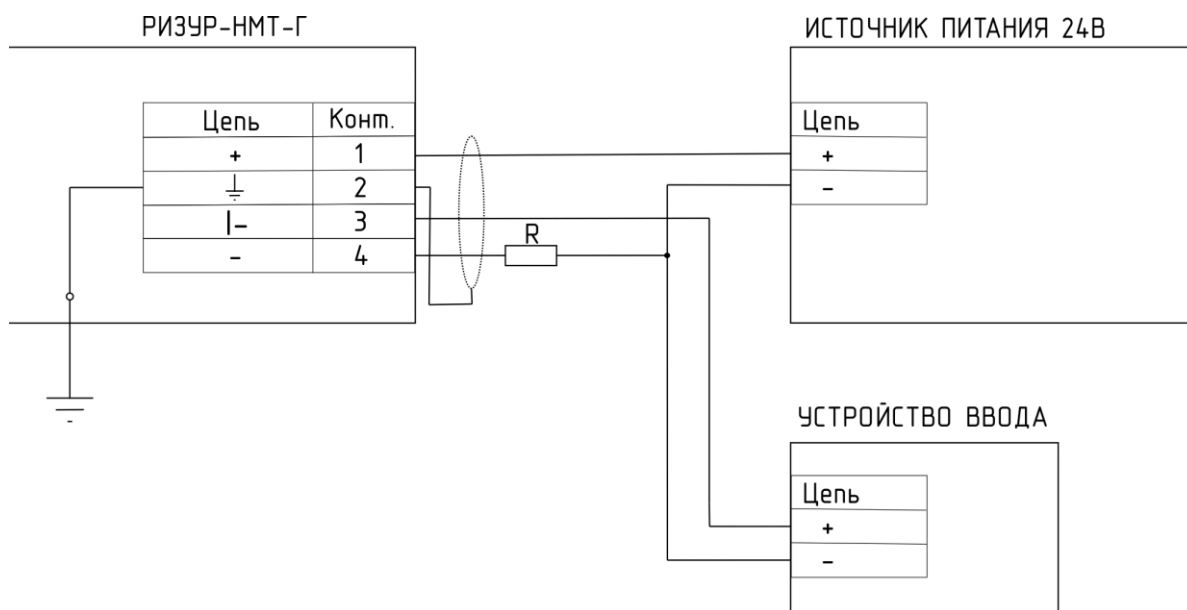 РИЗУР-НМТ-Г
ИСТОЧНИК ПИТАНИЯ 24В
Цепь Конт.
+ 1
⏚ 2
|- 3
- 4
R
Цепь
+
-
УСТРОЙСТВО ВВОДА
Цепь
+
-